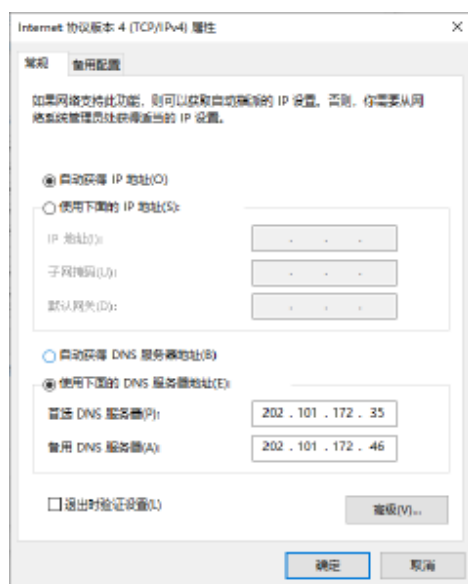 Internet 协议版本 4 (TCP/IPv4) 属性
常规 备用配置
如果网络支持此功能，则可以获取自动指派的 IP 设置。否则，你需要从网
络系统管理员处获得适当的 IP 设置。
自动获得 IP 地址(O)
使用下面的 IP 地址(S):
IP 地址(I):
子网掩码(U):
默认网关(D):
自动获得 DNS 服务器地址(B)
使用下面的 DNS 服务器地址(E):
首选 DNS 服务器(P): 202 . 101 . 172 . 35
备用 DNS 服务器(A): 202 . 101 . 172 . 46
退出时验证设置(L)
高级(V)...
确定 取消